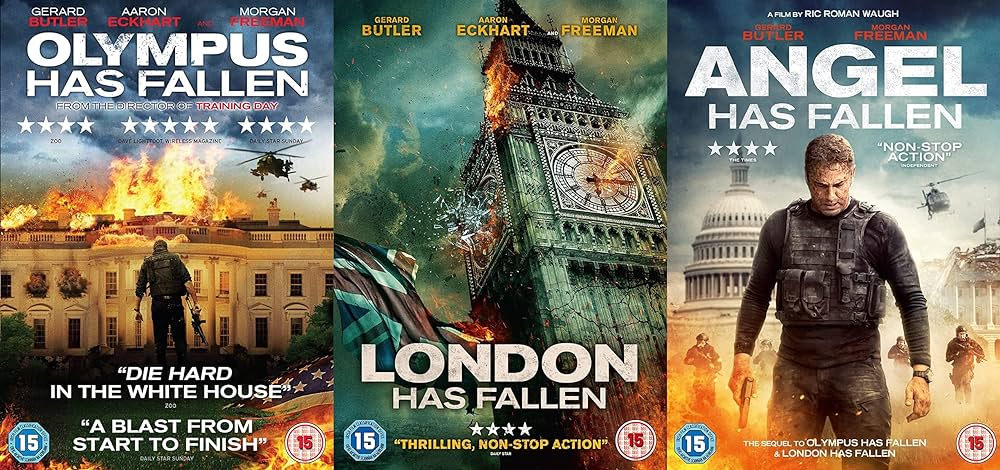 GERARD BUTLER
AARON ECKHART
AND
MORGAN FREEMAN
OLYMPUS
HAS FALLEN
FROM THE DIRECTOR OF TRAINING DAY
ZOO
DAVE LIGHTFOOT, WIRELESS MAGAZINE
DAILY STAR SUNDAY
"DIE HARD
IN THE WHITE HOUSE"
ZOO
"A BLAST FROM
START TO FINISH"
DAILY STAR SUNDAY
15
15
GERARD BUTLER
AARON ECKHART
AND
MORGAN FREEMAN
LONDON
HAS FALLEN
"THRILLING, NON-STOP ACTION"
DAILY STAR
15
15
A FILM BY RIC ROMAN WAUGH
GERARD BUTLER
MORGAN FREEMAN
ANGEL
HAS FALLEN
THE TIMES
"NON-STOP
ACTION"
INDEPENDENT
THE SEQUEL TO OLYMPUS HAS FALLEN
& LONDON HAS FALLEN
15
15